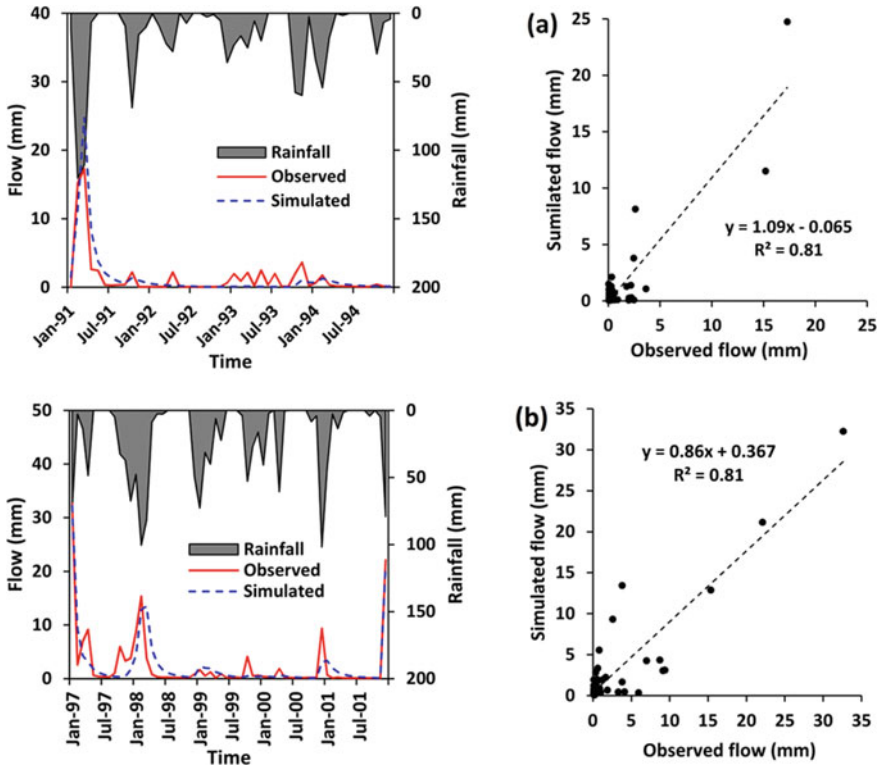 0
40
0
(a)
25
30
50
20
20
100
15
10
10
150
5
0
200
0
Flow (mm)
Rainfall (mm)
Rainfall
Observed
Simulated
Jan-91
Jul-91
Jan-92
Jul-92
Jan-93
Jul-93
Jan-94
Jul-94
Time
Sumilated flow (mm)
y = 1.09x - 0.065
R² = 0.81
0
5
10
15
20
25
Observed flow (mm)
50
40
30
20
10
0
Flow (mm)
0
50
100
150
200
Rainfall (mm)
Rainfall
Observed
Simulated
Jan-97
Jul-97
Jan-98
Jul-98
Jan-99
Jul-99
Jan-00
Jul-00
Jan-01
Jul-01
Time
(b)
35
30
25
20
15
10
5
0
Simulated flow (mm)
y = 0.86x + 0.367
R² = 0.81
0
5
10
15
20
25
30
35
Observed flow (mm)